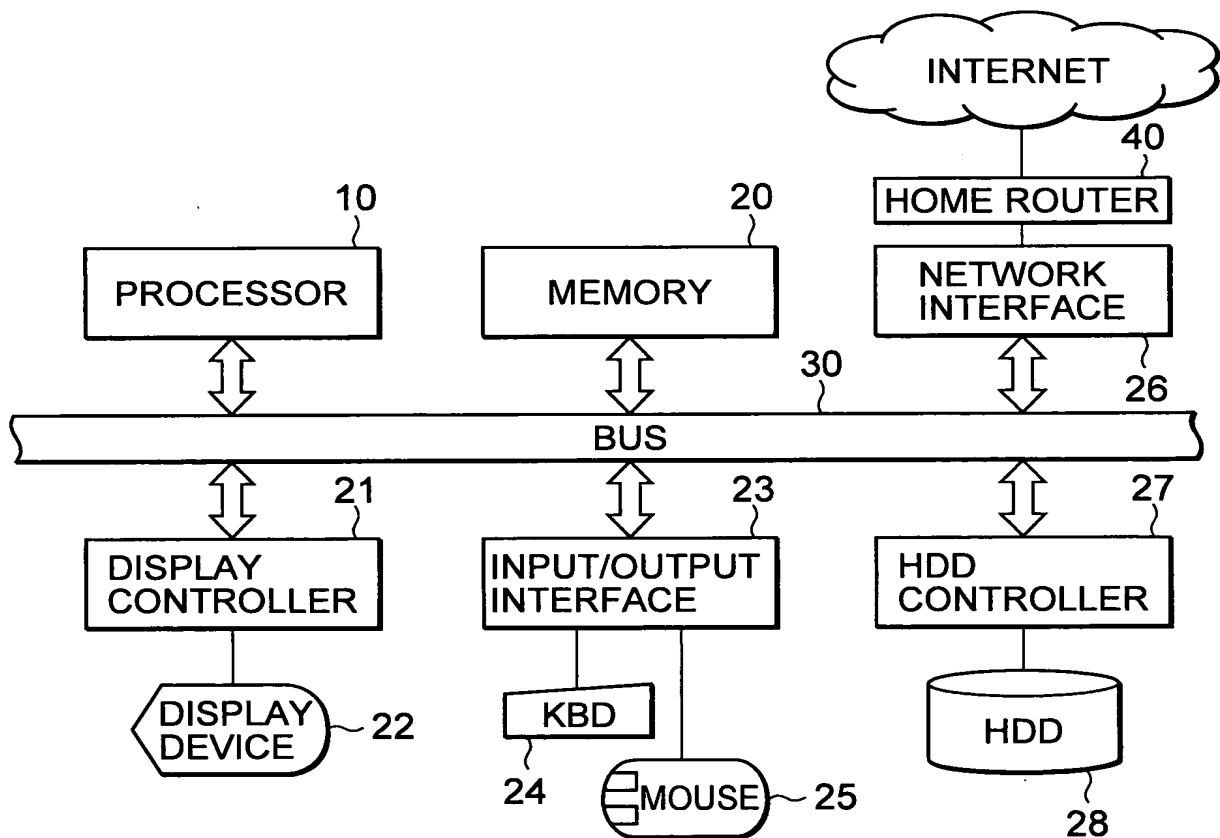 INTERNET
40
HOME ROUTER
10
PROCESSOR
20
MEMORY
NETWORK
INTERFACE
26
30
BUS
21
DISPLAY
CONTROLLER
23
INPUT/OUTPUT
INTERFACE
27
HDD
CONTROLLER
DISPLAY
DEVICE
22
KBD
24
MOUSE
25
HDD
28